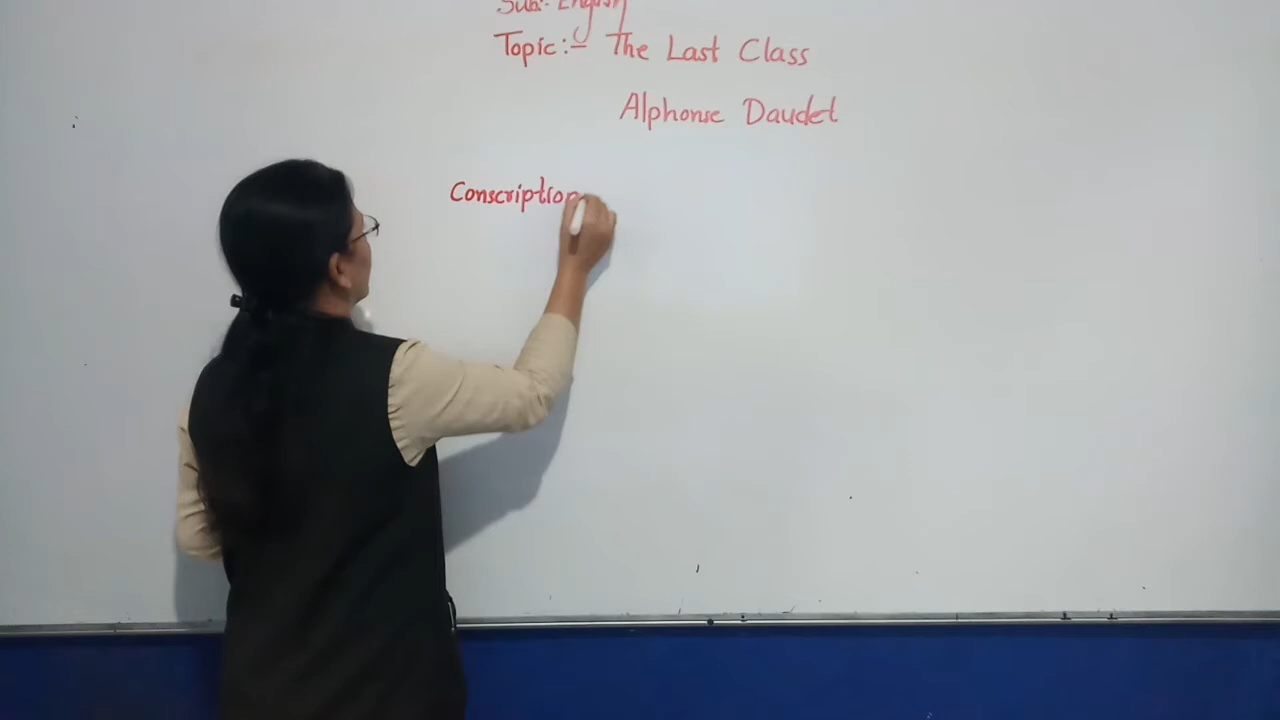 Sub:- English
Topic:- The Last Class
Alphonse Daudet
Conscription